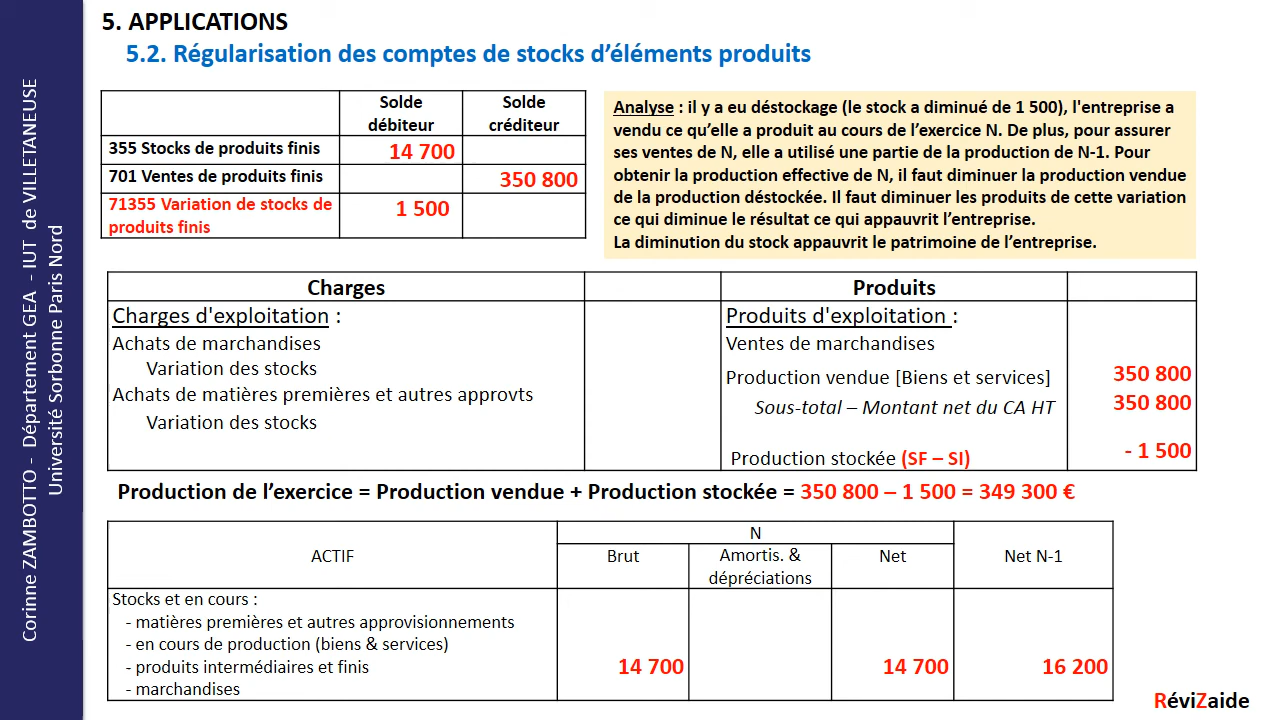 Corinne ZAMBOTTO - Département GEA - IUT de VILLETANEUSE
Université Sorbonne Paris Nord
5. APPLICATIONS
5.2. Régularisation des comptes de stocks d’éléments produits
Solde débiteur
Solde créditeur
355 Stocks de produits finis 14 700
701 Ventes de produits finis 350 800
71355 Variation de stocks de
produits finis 1 500
Analyse : il y a eu déstockage (le stock a diminué de 1 500), l'entreprise a
vendu ce qu’elle a produit au cours de l’exercice N. De plus, pour assurer
ses ventes de N, elle a utilisé une partie de la production de N-1. Pour
obtenir la production effective de N, il faut diminuer la production vendue
de la production déstockée. Il faut diminuer les produits de cette variation
ce qui diminue le résultat ce qui appauvrit l’entreprise.
La diminution du stock appauvrit le patrimoine de l’entreprise.
Charges
Charges d'exploitation :
Achats de marchandises
Variation des stocks
Achats de matières premières et autres approvts
Variation des stocks
Produits
Produits d'exploitation :
Ventes de marchandises
Production vendue [Biens et services] 350 800
Sous-total – Montant net du CA HT 350 800
Production stockée (SF – SI) - 1 500
Production de l’exercice = Production vendue + Production stockée = 350 800 – 1 500 = 349 300 €
ACTIF
N
Net N-1
Brut
Amortis. &
dépréciations
Net
Stocks et en cours :
- matières premières et autres approvisionnements
- en cours de production (biens & services)
- produits intermédiaires et finis 14 700 14 700 16 200
- marchandises
RéviZaide